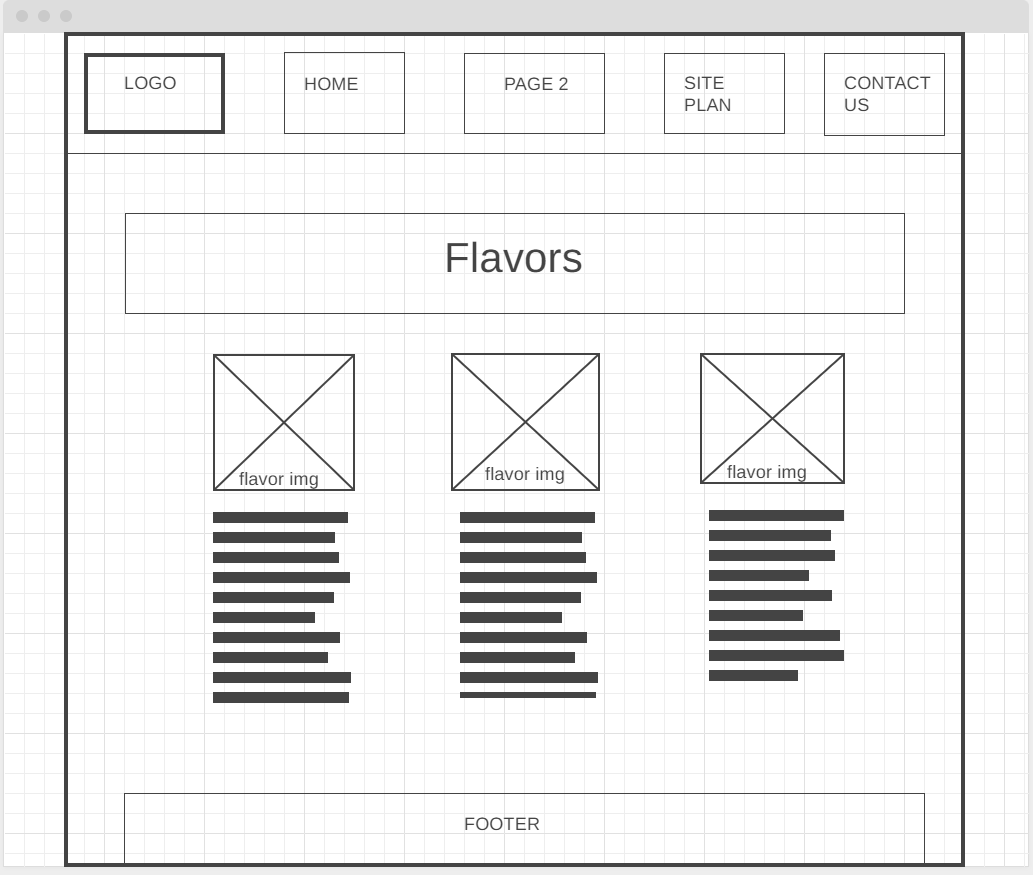 LOGO
HOME
PAGE 2
SITE
PLAN
CONTACT
US
Flavors
flavor img
flavor img
flavor img
FOOTER